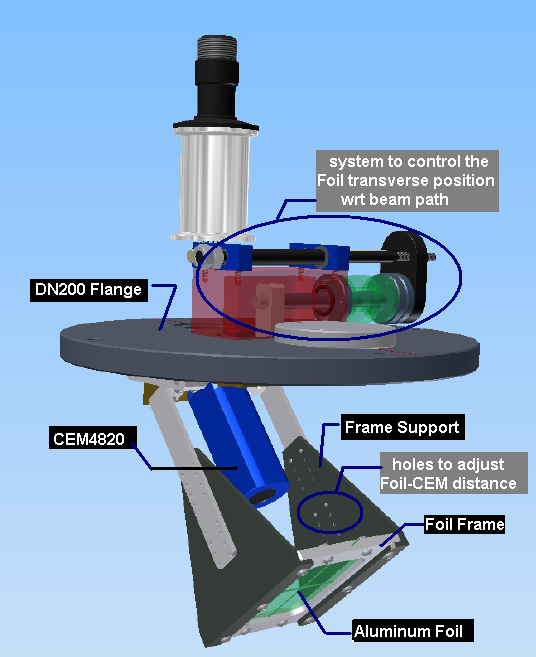 system to control the
Foil transverse position
wrt beam path
DN200 Flange
CEM4820
Frame Support
holes to adjust
Foil-CEM distance
Foil Frame
Aluminum Foil